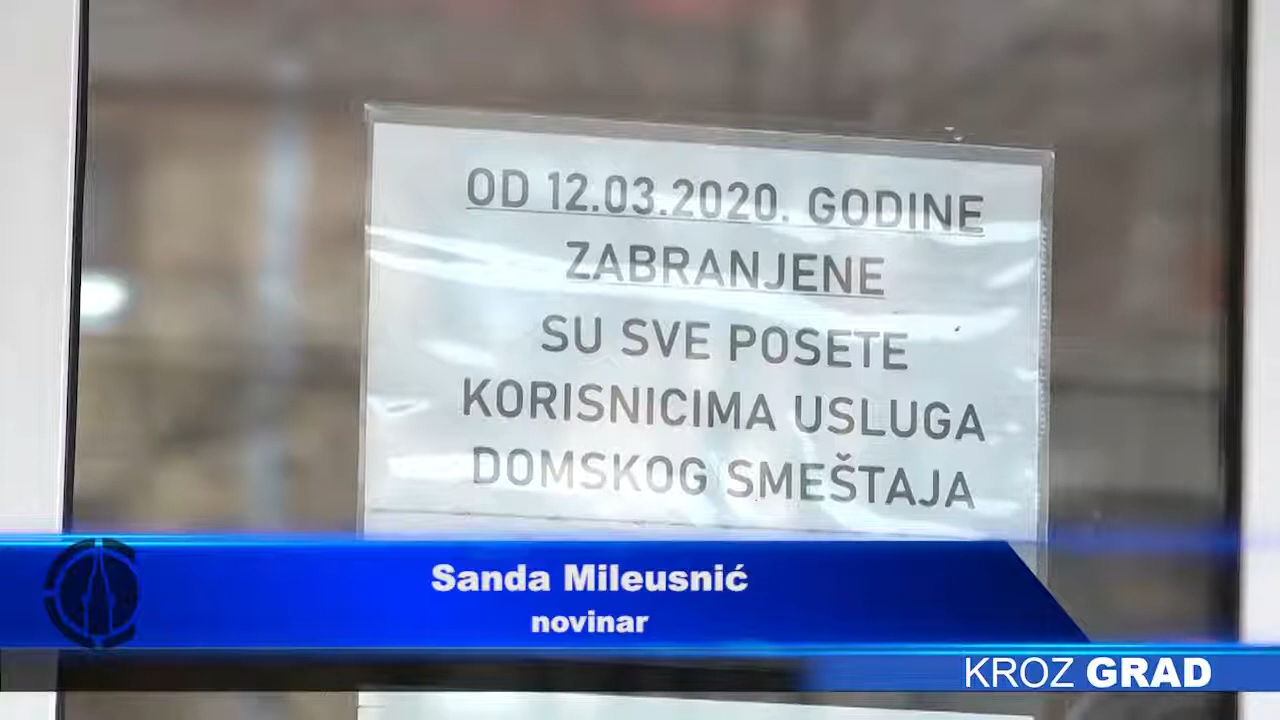 OD 12.03.2020. GODINE
ZABRANJENE
SU SVE POSETE
KORISNICIMA USLUGA
DOMSKOG SMEŠTAJA
Sanda Mileusnić
novinar
KROZ GRAD